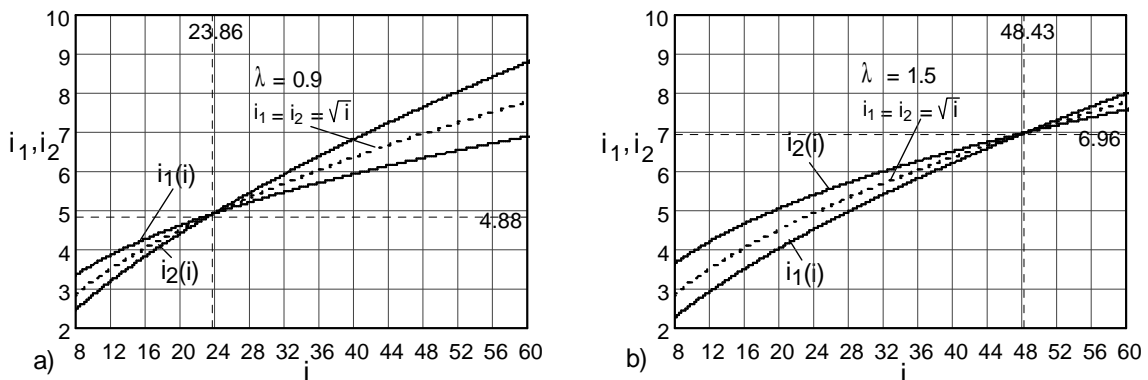 10
23.86
9
λ = 0.9
8
i1 = i2 = √i
i1,i2
7
6
i1(i)
5
4.88
4
i2(i)
3
2
a)
8 12 16 20 24 28 32 36 40 44 48 52 56 60
i
10
48.43
9
λ = 1.5
8
i1 = i2 = √i
i1,i2
7
i2(i)
6.96
6
5
4
i1(i)
3
2
b)
8 12 16 20 24 28 32 36 40 44 48 52 56 60
i